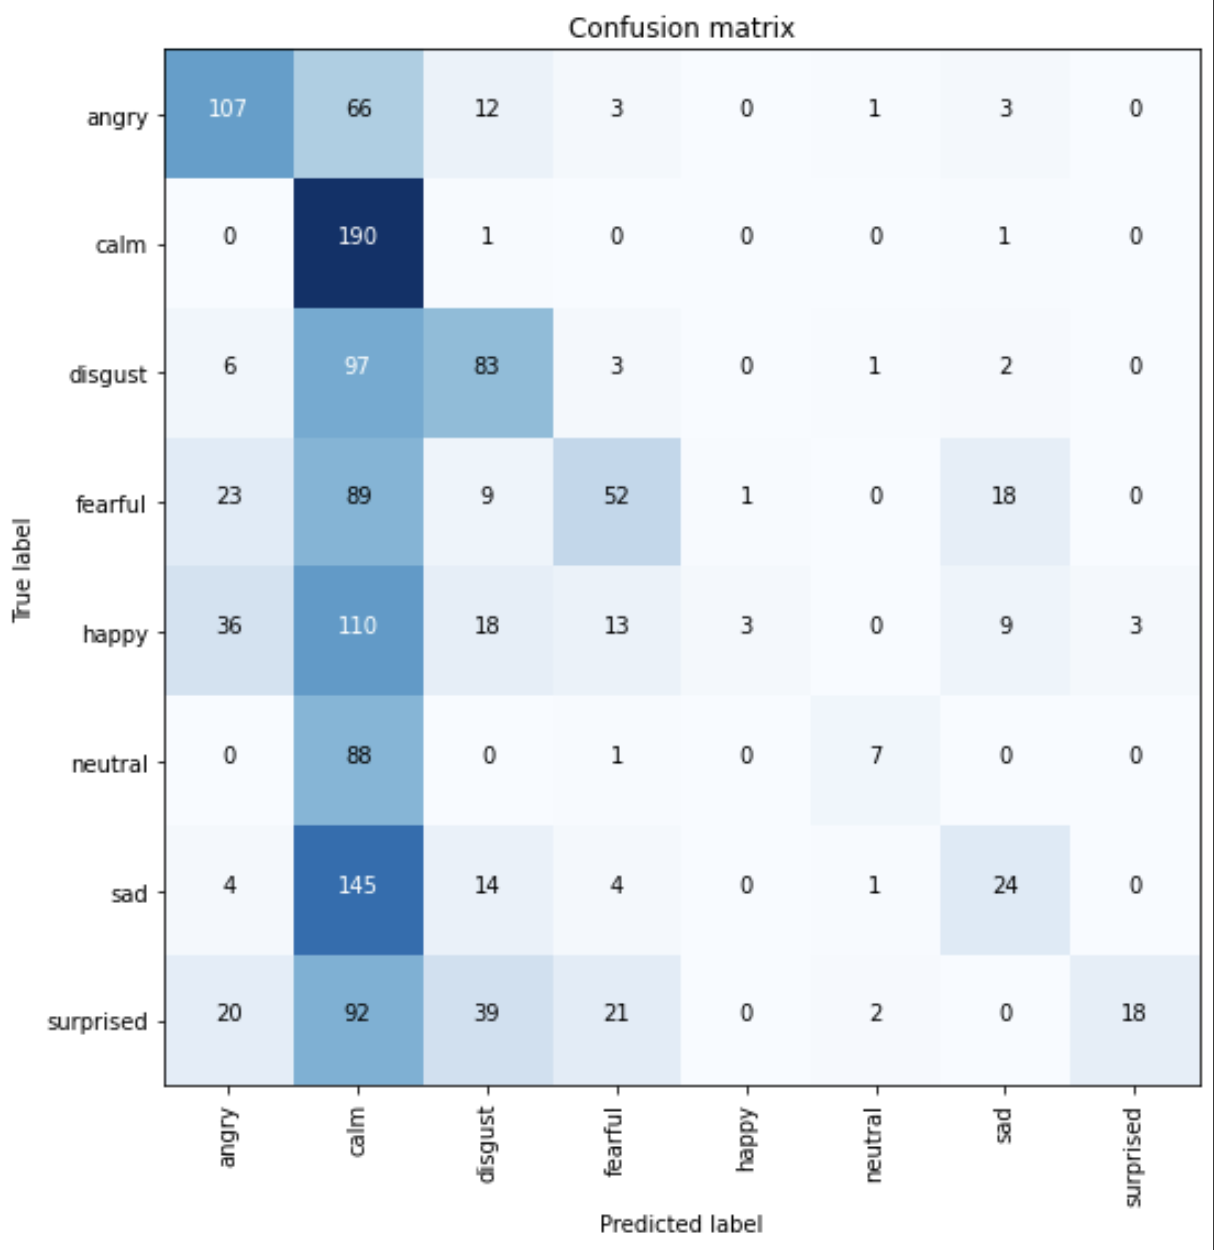 Confusion matrix
angry 107 66 12 3 0 1 3 0
calm 0 190 1 0 0 0 1 0
disgust 6 97 83 3 0 1 2 0
fearful 23 89 9 52 1 0 18 0
happy 36 110 18 13 3 0 9 3
neutral 0 88 0 1 0 7 0 0
sad 4 145 14 4 0 1 24 0
surprised 20 92 39 21 0 2 0 18
True label
angry calm disgust fearful happy neutral sad surprised
Predicted label